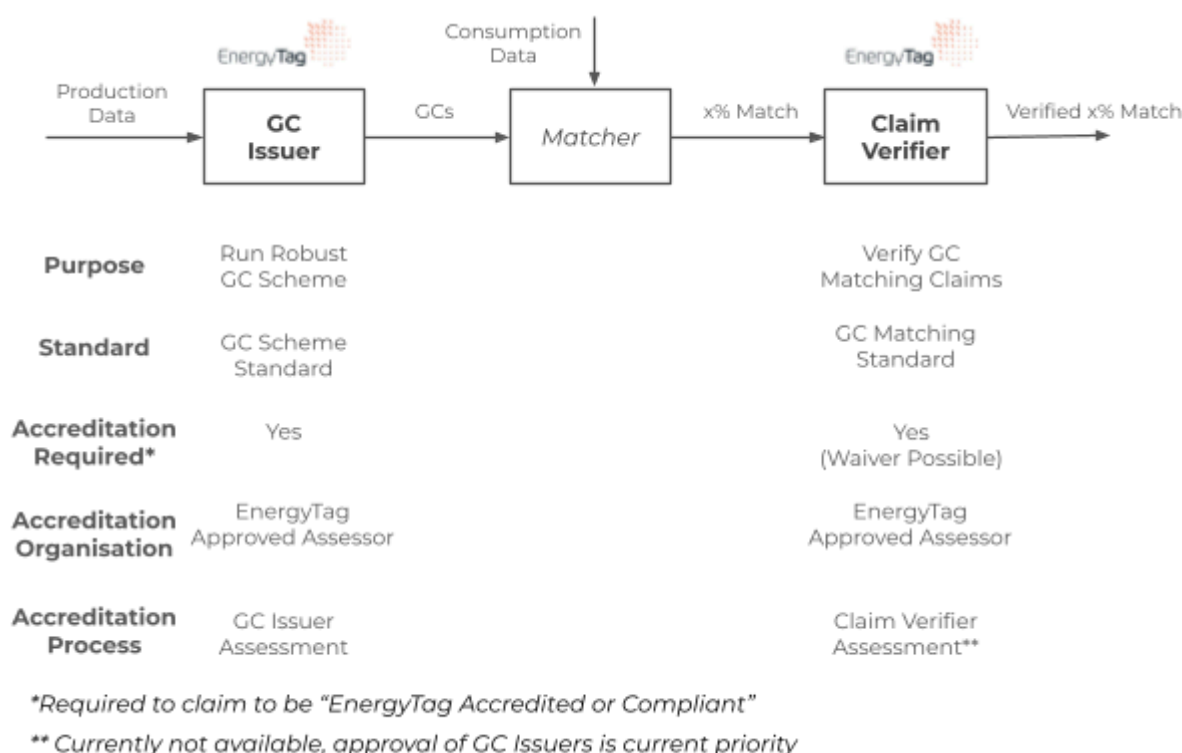 EnergyTag
Consumption
Data
EnergyTag
Production
Data
GC
Issuer
GCs
Matcher
x% Match
Claim
Verifier
Verified x% Match
Purpose
Run Robust
GC Scheme
Verify GC
Matching Claims
Standard
GC Scheme
Standard
GC Matching
Standard
Accreditation
Required*
Yes
Yes
(Waiver Possible)
Accreditation
Organisation
EnergyTag
Approved Assessor
EnergyTag
Approved Assessor
Accreditation
Process
GC Issuer
Assessment
Claim Verifier
Assessment**
*Required to claim to be “EnergyTag Accredited or Compliant”
** Currently not available, approval of GC Issuers is current priority